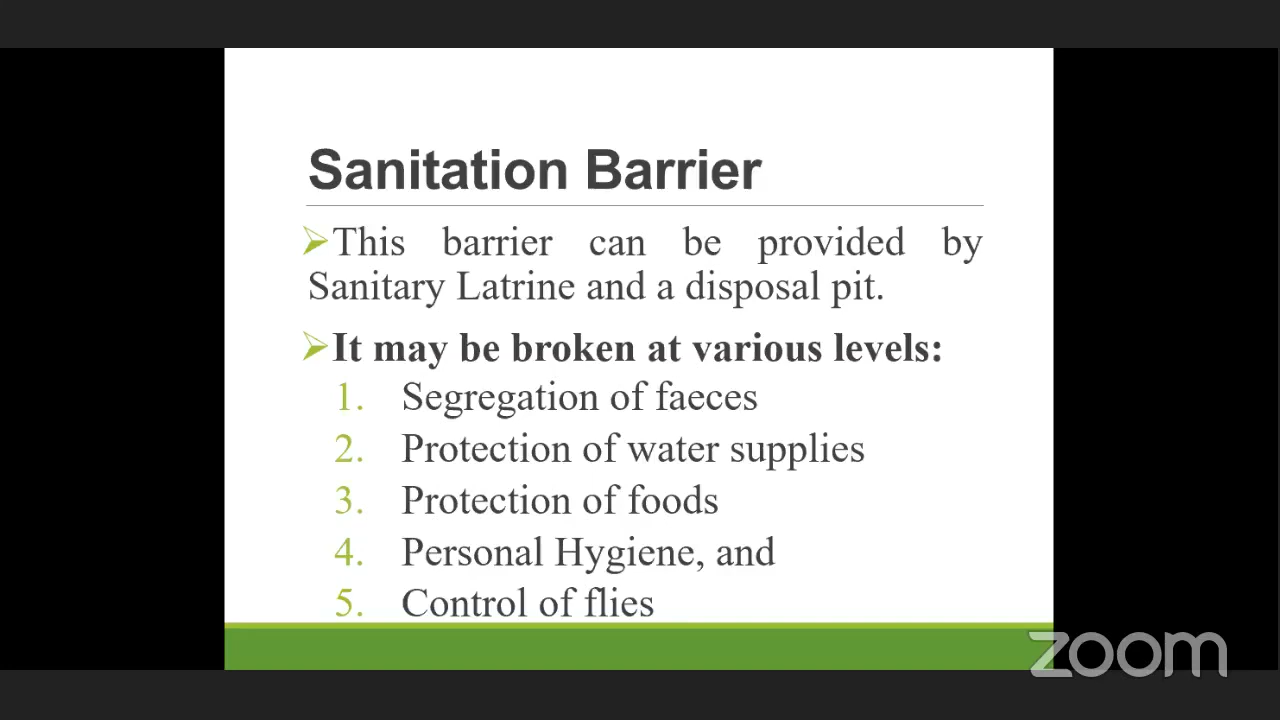 Sanitation Barrier
This barrier can be provided by
Sanitary Latrine and a disposal pit.
It may be broken at various levels:
1. Segregation of faeces
2. Protection of water supplies
3. Protection of foods
4. Personal Hygiene, and
5. Control of flies
zoom